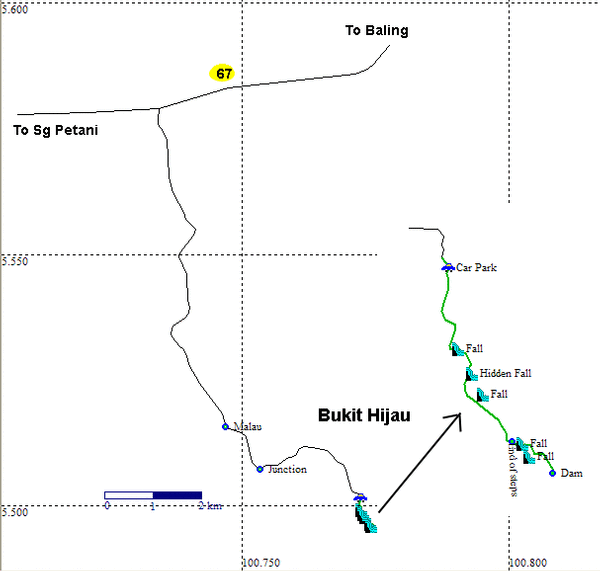 5.600
To Baling
67
To Sg Petani
5.550
Car Park
Fall
Hidden Fall
Fall
Bukit Hijau
Malau
Junction
Fall
Fall
Dam
end of steps
0 1 2 km
5.500
100.750
100.800